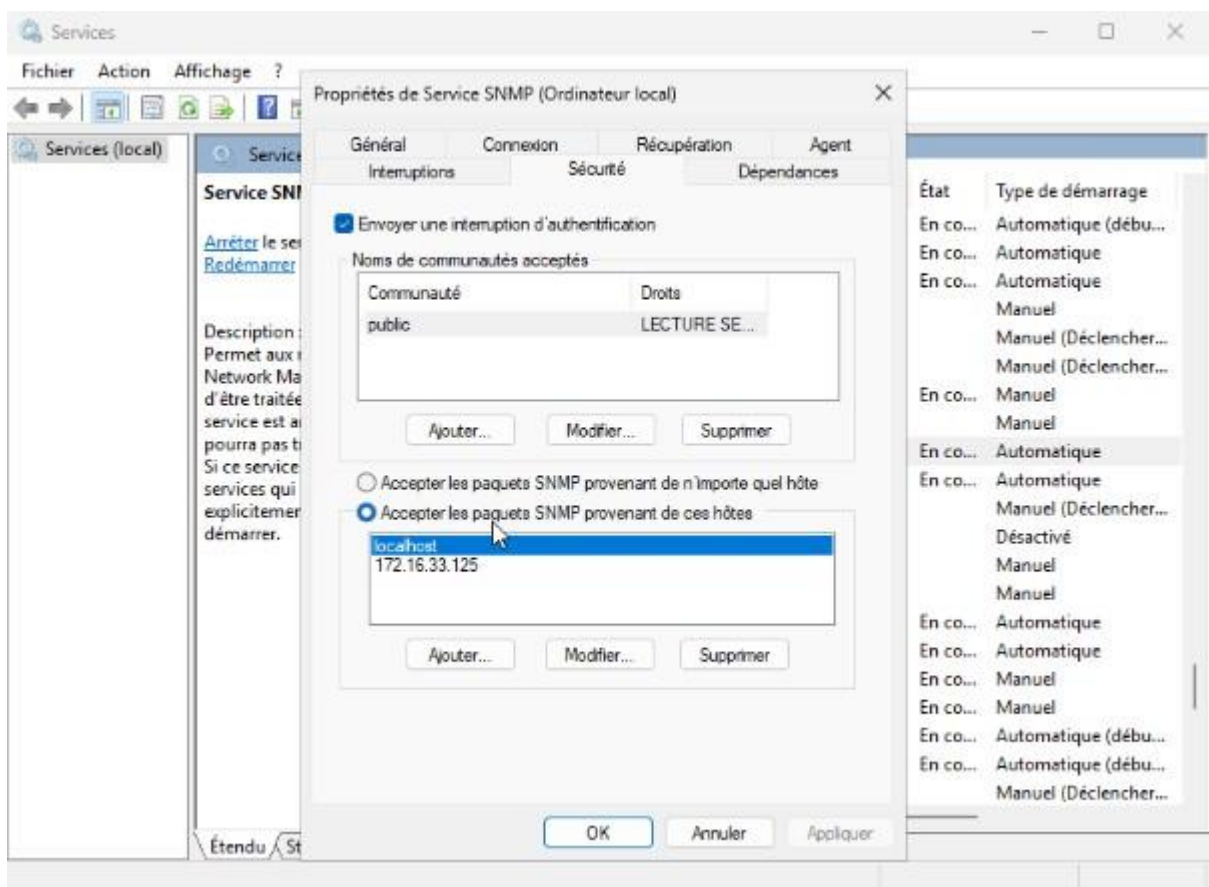 Services
Fichier Action Affichage ?
Propriétés de Service SNMP (Ordinateur local)
Services (local)
Service
Général Connexion Récupération Agent
Interruptions Sécurité Dépendances
Service SNM
Arrêter le se
Redémarrer
Description :
Permet aux
Network Ma
d'être traitée
service est a
pourra pas t
Si ce service
services qui
explicitemen
démarrer.
Envoyer une interruption d'authentification
Noms de communautés acceptés
Communauté Droits
public LECTURE SE...
Ajouter... Modifier... Supprimer
Accepter les paquets SNMP provenant de n'importe quel hôte
Accepter les paquets SNMP provenant de ces hôtes
localhost
172.16.33.125
Ajouter... Modifier... Supprimer
OK Annuler Appliquer
État Type de démarrage
En co... Automatique (débu...
En co... Automatique
En co... Automatique
Manuel
Manuel (Déclencher...
Manuel (Déclencher...
En co... Manuel
Manuel
En co... Automatique
En co... Automatique
Manuel (Déclencher...
Désactivé
Manuel
Manuel
En co... Automatique
En co... Automatique
En co... Manuel
En co... Manuel
En co... Automatique (débu...
En co... Automatique (débu...
Manuel (Déclencher...
Étendu St